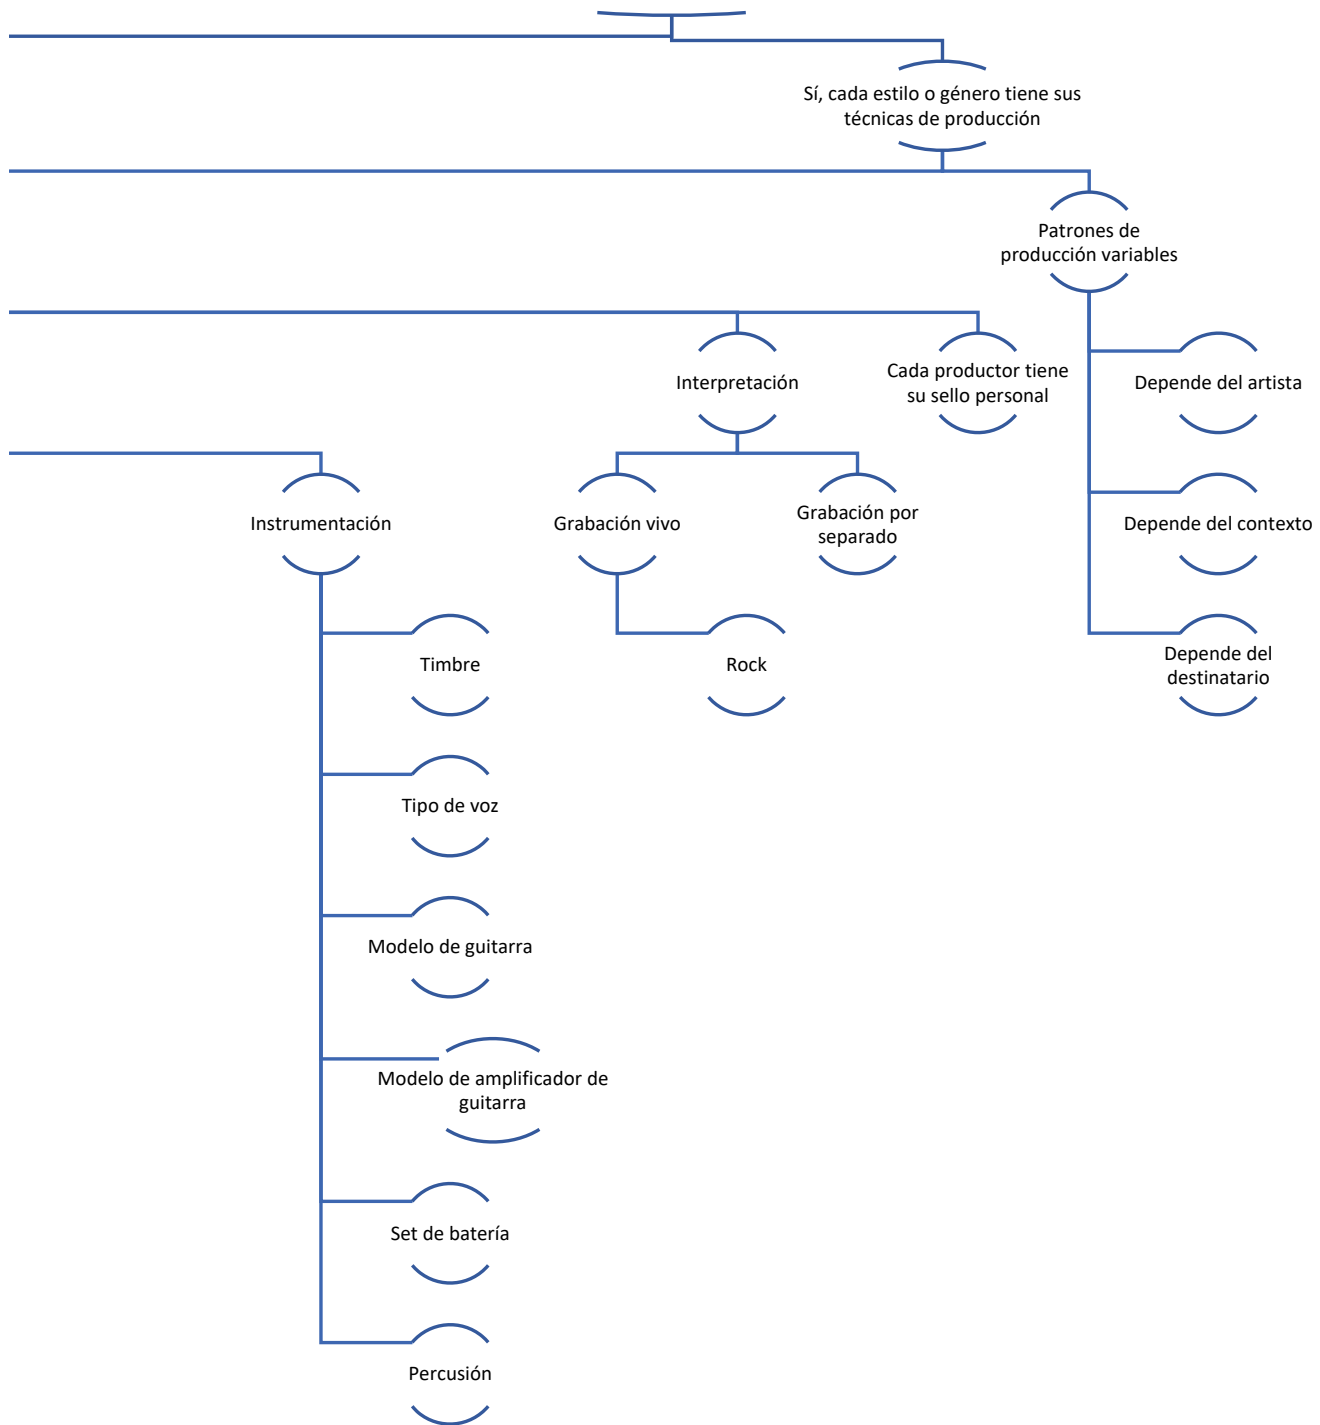 Sí, cada estilo o género tiene sus
técnicas de producción
Patrones de
producción variables
Interpretación
Cada productor tiene
su sello personal
Depende del artista
Instrumentación
Grabación vivo
Grabación por
separado
Depende del contexto
Timbre
Rock
Depende del
destinatario
Tipo de voz
Modelo de guitarra
Modelo de amplificador de
guitarra
Set de batería
Percusión